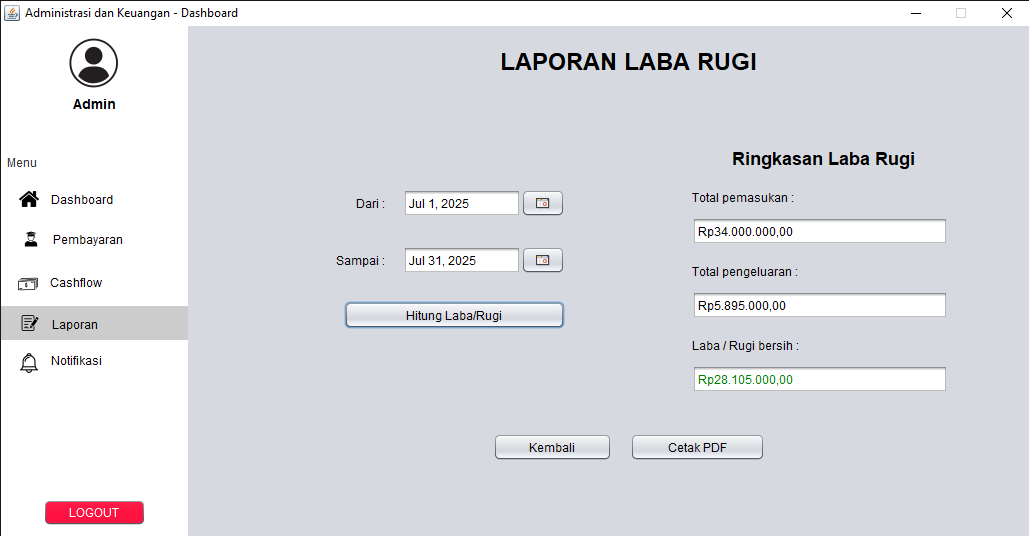 Administrasi dan Keuangan - Dashboard
Admin
Menu
Dashboard
Pembayaran
Cashflow
Laporan
Notifikasi
LOGOUT
LAPORAN LABA RUGI
Dari :
Jul 1, 2025
Sampai :
Jul 31, 2025
Hitung Laba/Rugi
Ringkasan Laba Rugi
Total pemasukan :
Rp34.000.000,00
Total pengeluaran :
Rp5.895.000,00
Laba / Rugi bersih :
Rp28.105.000,00
Kembali
Cetak PDF